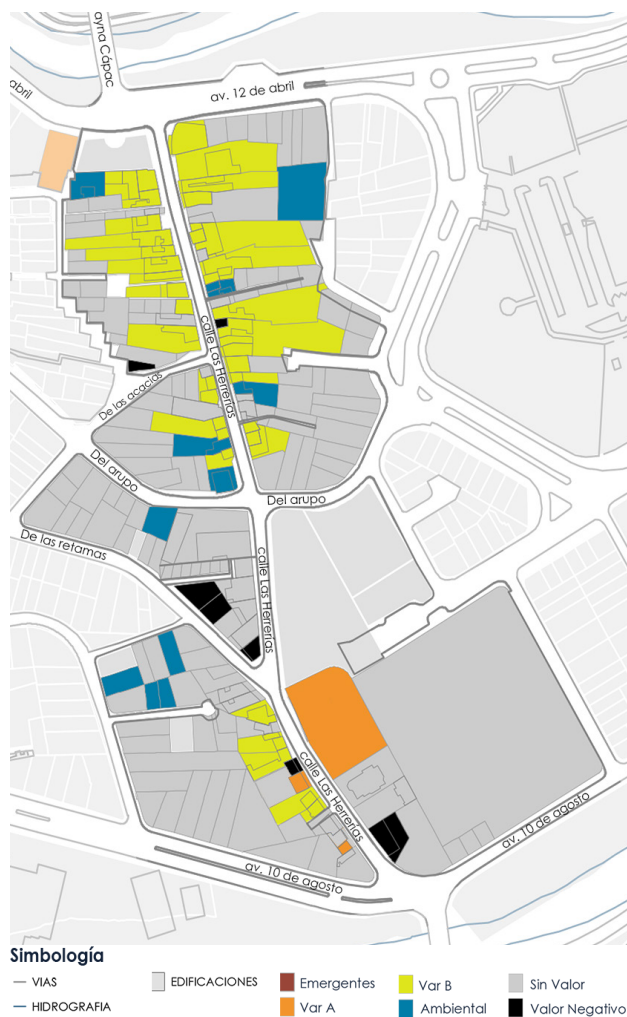 ayna Cápac
abril
av. 12 de abril
calle Las Herrerías
De las acacias
Del arupo
Del arupo
De las retamas
calle Las Herrerías
calle Las Herrerías
av. 10 de agosto
av. 10 de agosto
Simbología
VIAS
EDIFICACIONES
Emergentes
Var B
Sin Valor
HIDROGRAFIA
Var A
Ambiental
Valor Negativo